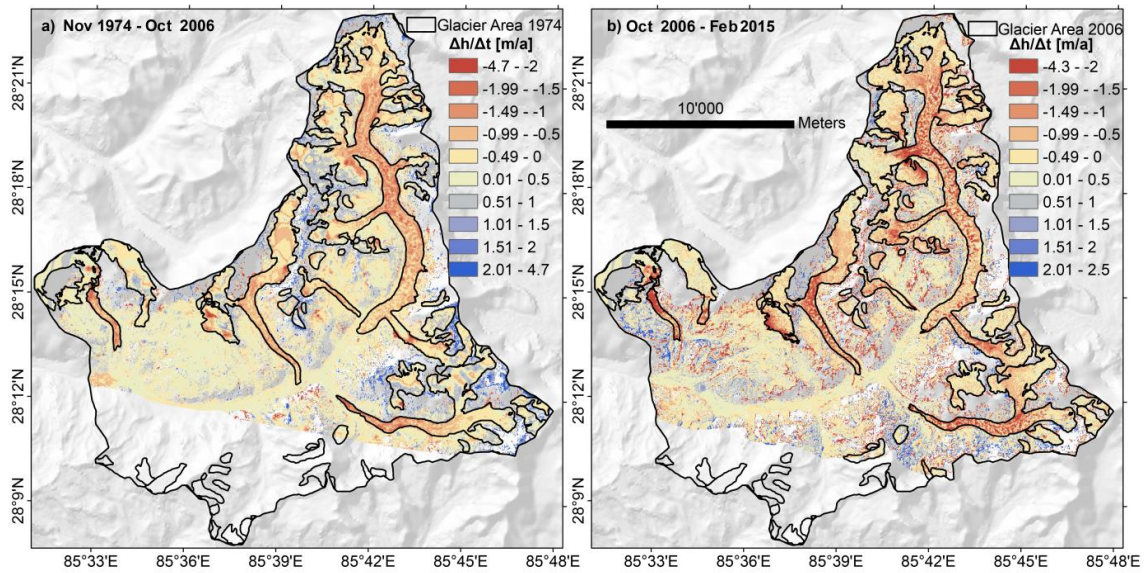 a) Nov 1974 - Oct 2006
Glacier Area 1974
Δh/Δt [m/a]
-4.7 - -2
-1.99 - -1.5
-1.49 - -1
-0.99 - -0.5
-0.49 - 0
0.01 - 0.5
0.51 - 1
1.01 - 1.5
1.51 - 2
2.01 - 4.7
28°21'N
28°18'N
28°15'N
28°12'N
28°9'N
85°33'E
85°36'E
85°39'E
85°42'E
85°45'E
85°48'E
b) Oct 2006 - Feb 2015
Glacier Area 2006
Δh/Δt [m/a]
-4.3 - -2
-1.99 - -1.5
-1.49 - -1
-0.99 - -0.5
-0.49 - 0
0.01 - 0.5
0.51 - 1
1.01 - 1.5
1.51 - 2
2.01 - 2.5
10'000
Meters
28°21'N
28°18'N
28°15'N
28°12'N
28°9'N
85°33'E
85°36'E
85°39'E
85°42'E
85°45'E
85°48'E